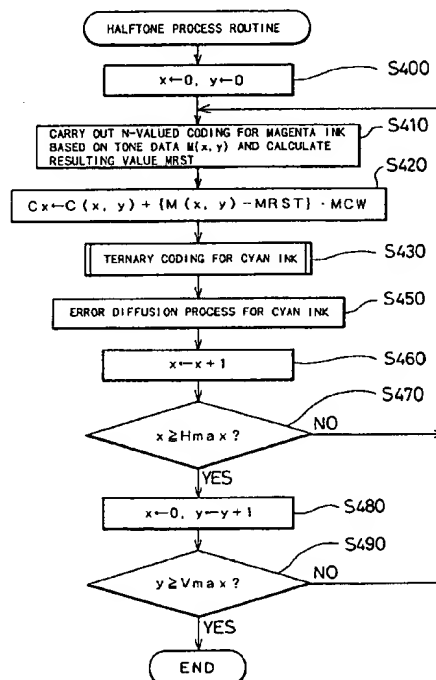 HALFTONE PROCESS ROUTINE
x←0, y←0
S400
CARRY OUT N-VALUED CODING FOR MAGENTA INK
BASED ON TONE DATA M(x, y) AND CALCULATE
RESULTING VALUE MRST
S410
S420
Cx←C (x, y) + {M (x, y) −MRST} · MCW
TERNARY CODING FOR CYAN INK
S430
ERROR DIFFUSION PROCESS FOR CYAN INK
S450
x←x+1
S460
S470
x≧Hmax?
NO
YES
x←0, y←y+1
S480
S490
y≧Vmax?
NO
YES
END